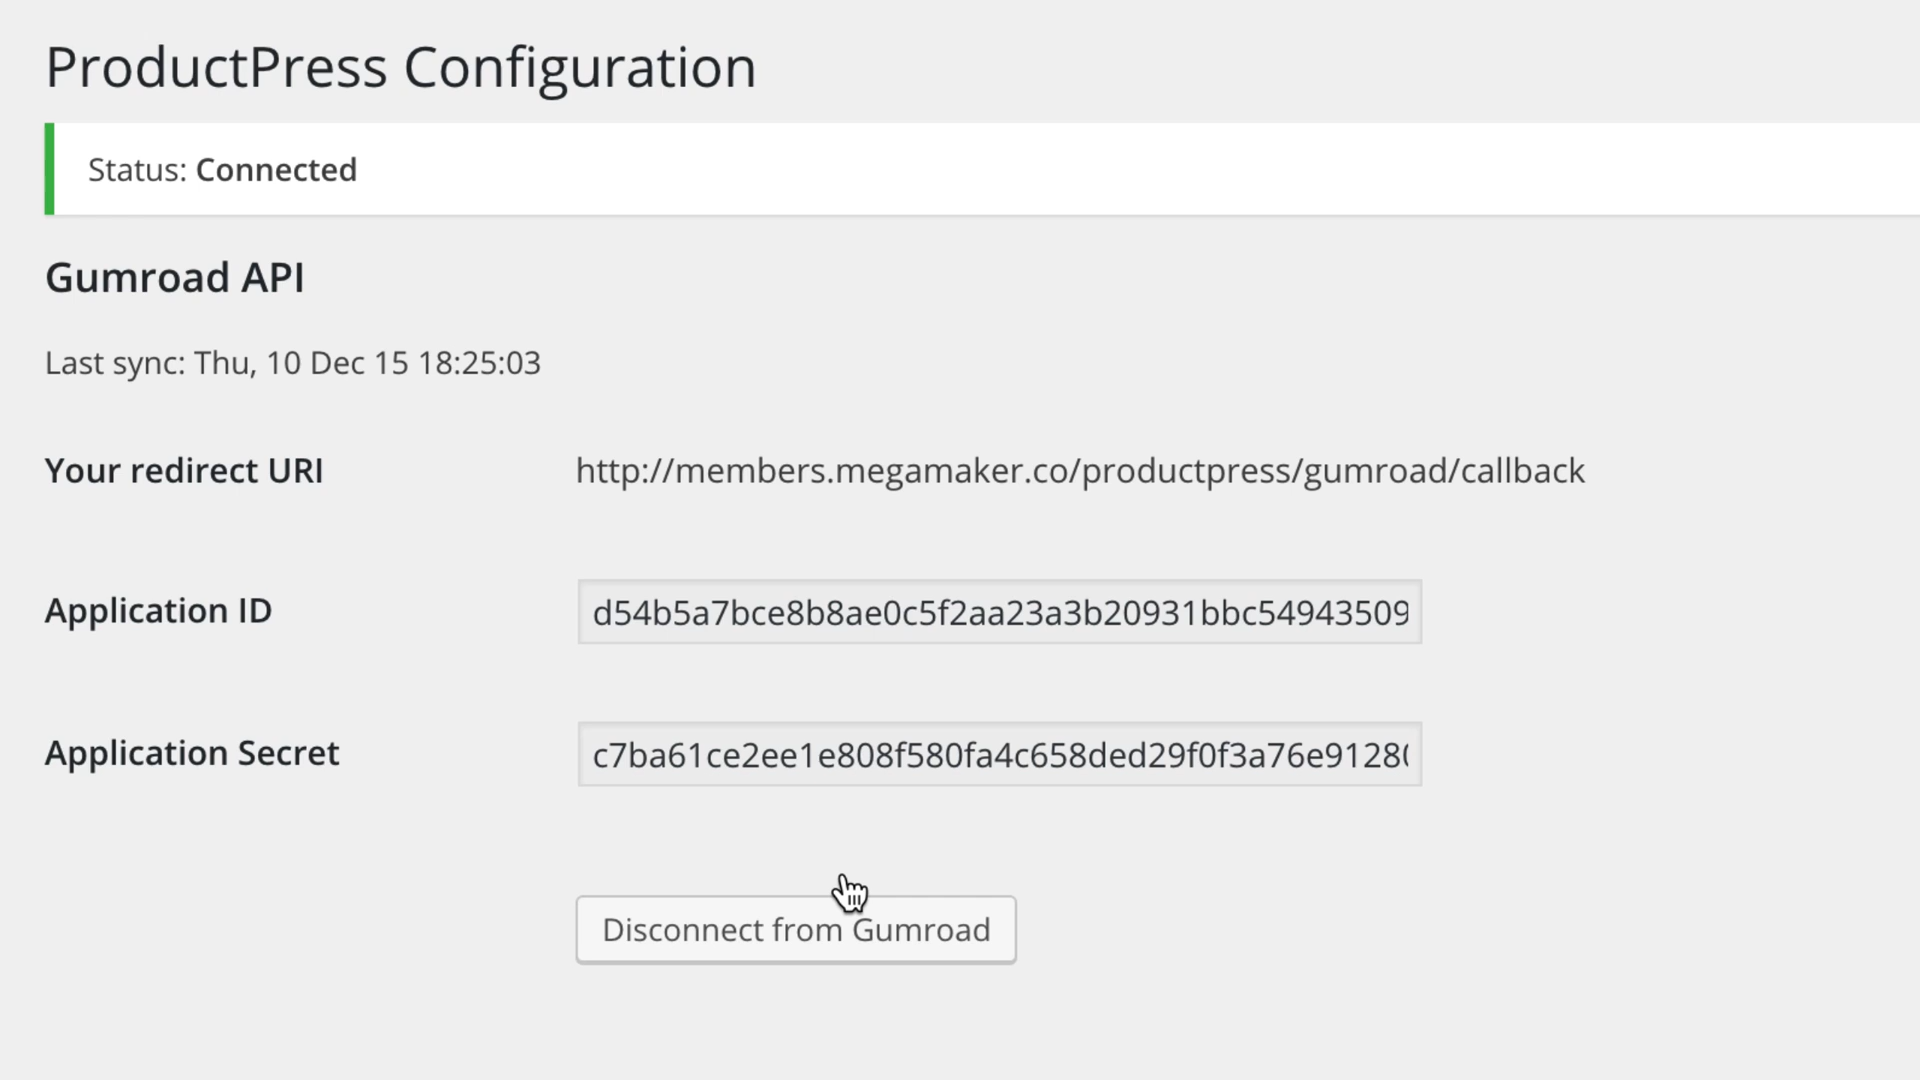 ProductPress Configuration
Status: Connected
Gumroad API
Last sync: Thu, 10 Dec 15 18:25:03
Your redirect URI http://members.megamaker.co/productpress/gumroad/callback
Application ID d54b5a7bce8b8ae0c5f2aa23a3b20931bbc54943509
Application Secret c7ba61ce2ee1e808f580fa4c658ded29f0f3a76e91280
Disconnect from Gumroad